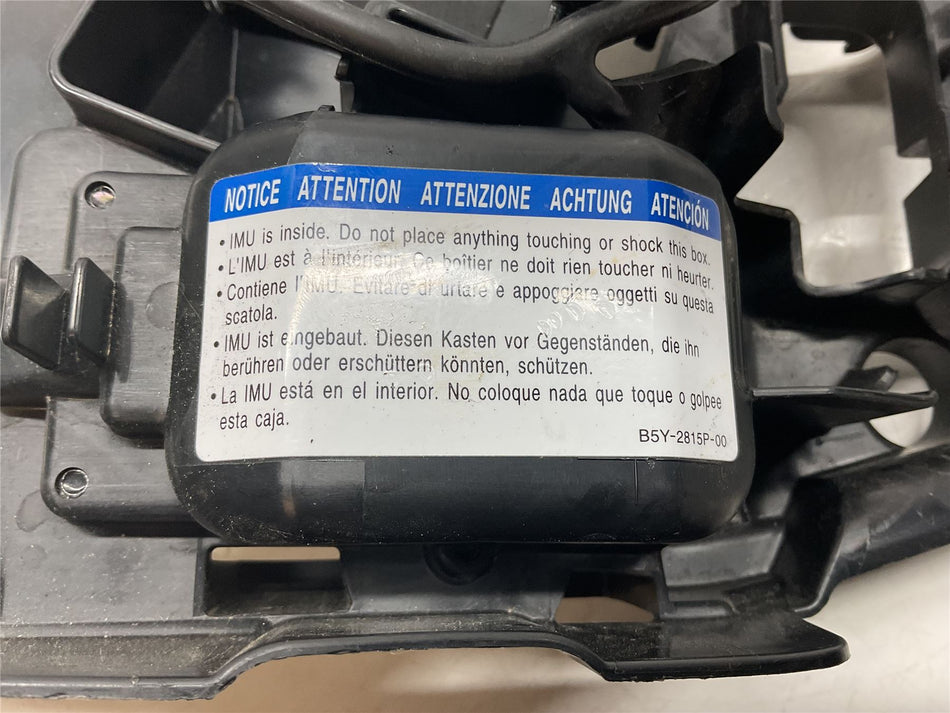 NOTICE ATTENTION ATTENZIONE ACHTUNG ATENCIÓN
• IMU is inside. Do not place anything touching or shock this box.
• L'IMU est à l'intérieur. Ce boîtier ne doit rien toucher ni heurter.
• Contiene l'IMU. Evitare di urtare e appoggiare oggetti su questa
scatola.
• IMU ist eingebaut. Diesen Kasten vor Gegenständen, die ihn
berühren oder erschüttern könnten, schützen.
• La IMU está en el interior. No coloque nada que toque o golpee
esta caja.
B5Y-2815P-00